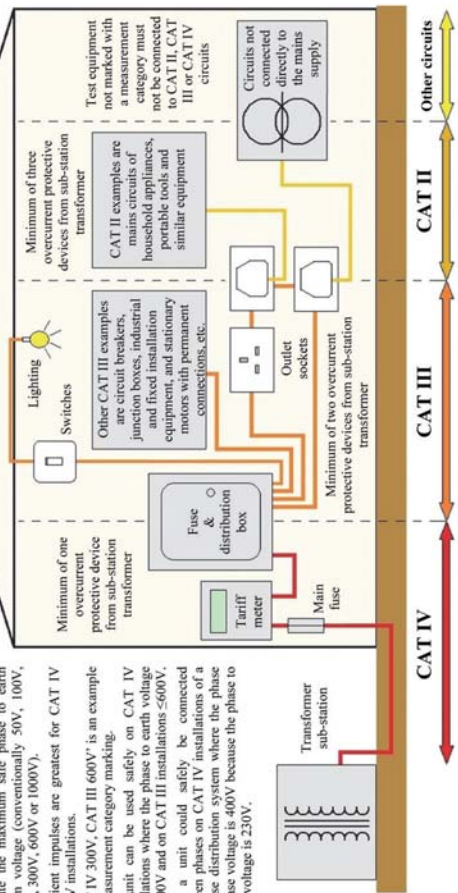 the maximum safe phase to earth
voltage (conventionally 50V, 100V,
300V, 600V or 1000V).
impulses are greatest for CAT IV
installations.
IV 300V, CAT III 600V' is an example
category marking.
unit can be used safely on CAT IV
where the phase to earth voltage
and on CAT III installations ≤600V.
a unit could safely be connected
phases on CAT IV installations of a
distribution system where the phase
voltage is 400V because the phase to
voltage is 230V.
Transformer
sub-station
Minimum of one
overcurrent
protective device
from sub-station
transformer
Tariff
meter
Main
fuse
Fuse
&
distribution
box
Lighting
Switches
Other CAT III examples
are circuit breakers,
junction boxes, industrial
and fixed installation
equipment, and stationary
motors with permanent
connections, etc.
Outlet
sockets
Minimum of two overcurrent
protective devices from sub-station
transformer
Minimum of three
overcurrent protective
devices from sub-station
transformer
CAT II examples are
mains circuits of
household appliances,
portable tools and
similar equipment
Test equipment
not marked with
a measurement
category must
not be connected
to CAT II, CAT
III or CAT IV
circuits
Circuits not
connected
directly to
the mains
supply
CAT IV
CAT III
CAT II
Other circuits